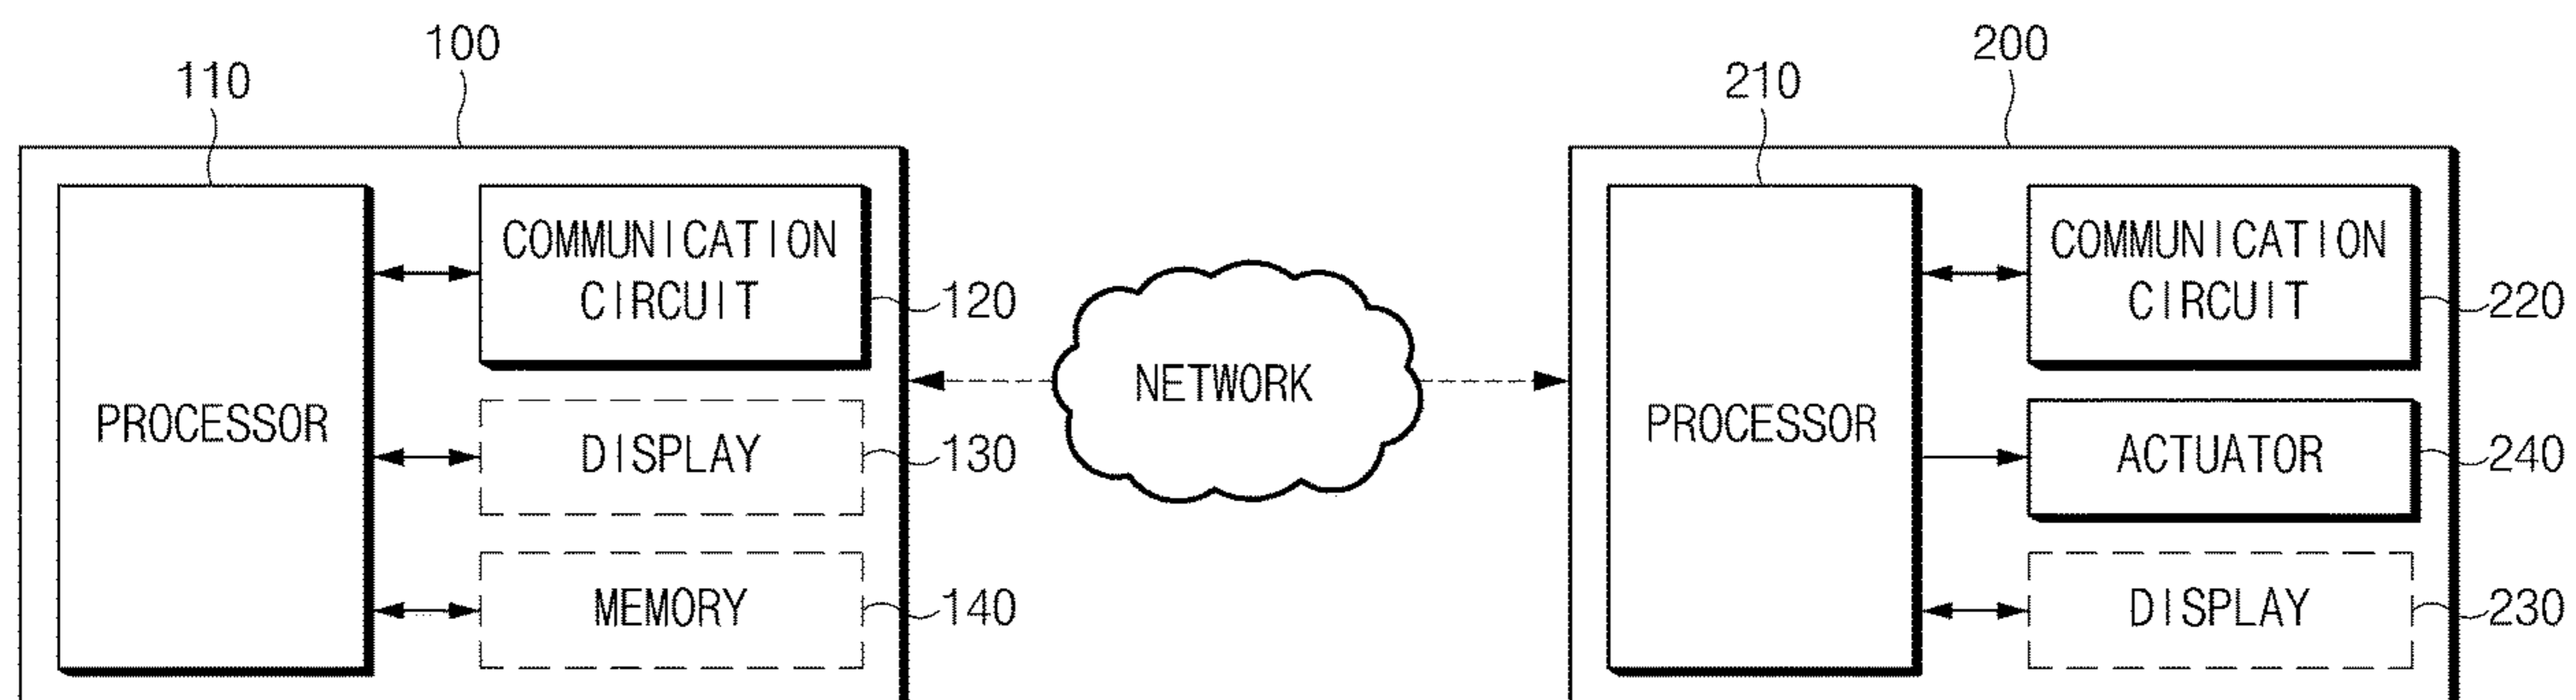 100
110
200
210
COMMUNICATION
CIRCUIT
120
PROCESSOR
DISPLAY
130
MEMORY
140
NETWORK
COMMUNICATION
CIRCUIT
220
PROCESSOR
ACTUATOR
240
DISPLAY
230